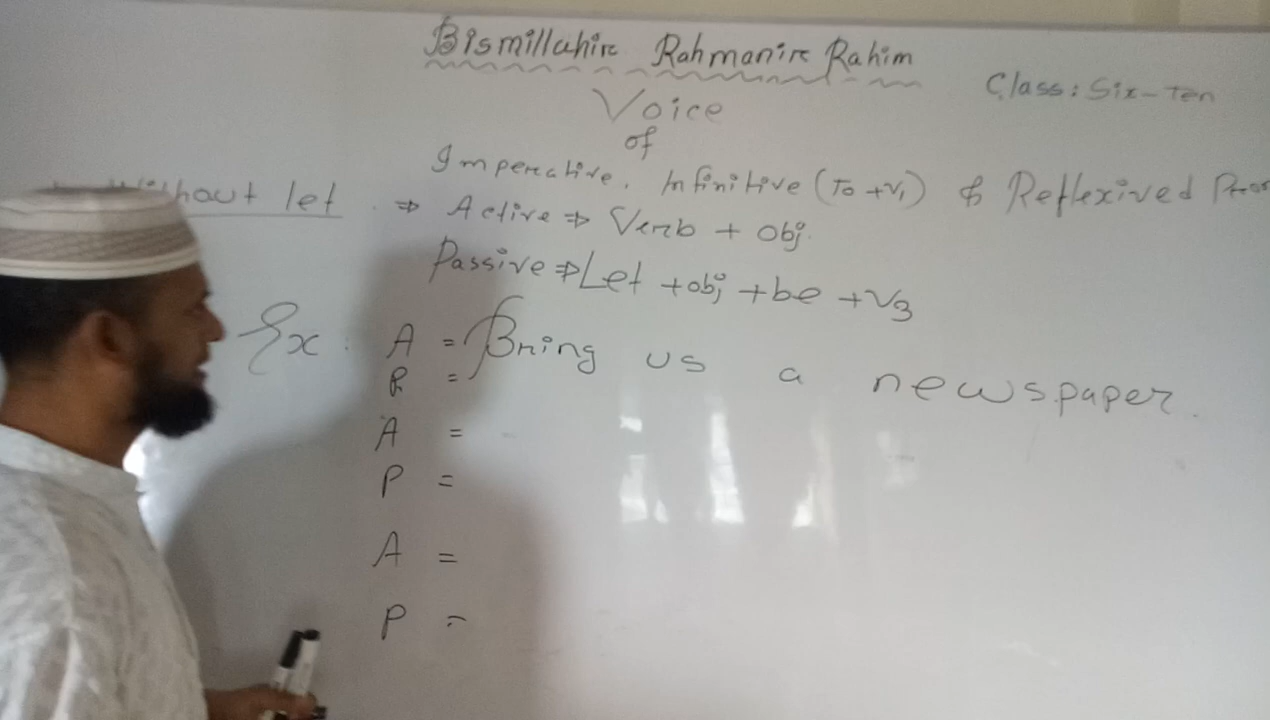 Bismillahir Rahmanir Rahim
Class: Six-Ten
Voice
of
Imperative, Infinitive (To +V1) & Reflexived
Without let ⇒ Active ⇒ Verb + Obj.
Passive ⇒ Let + obj + be + V3
Ex: A = Bring us a newspaper.
P =
A =
P =
A =
P =